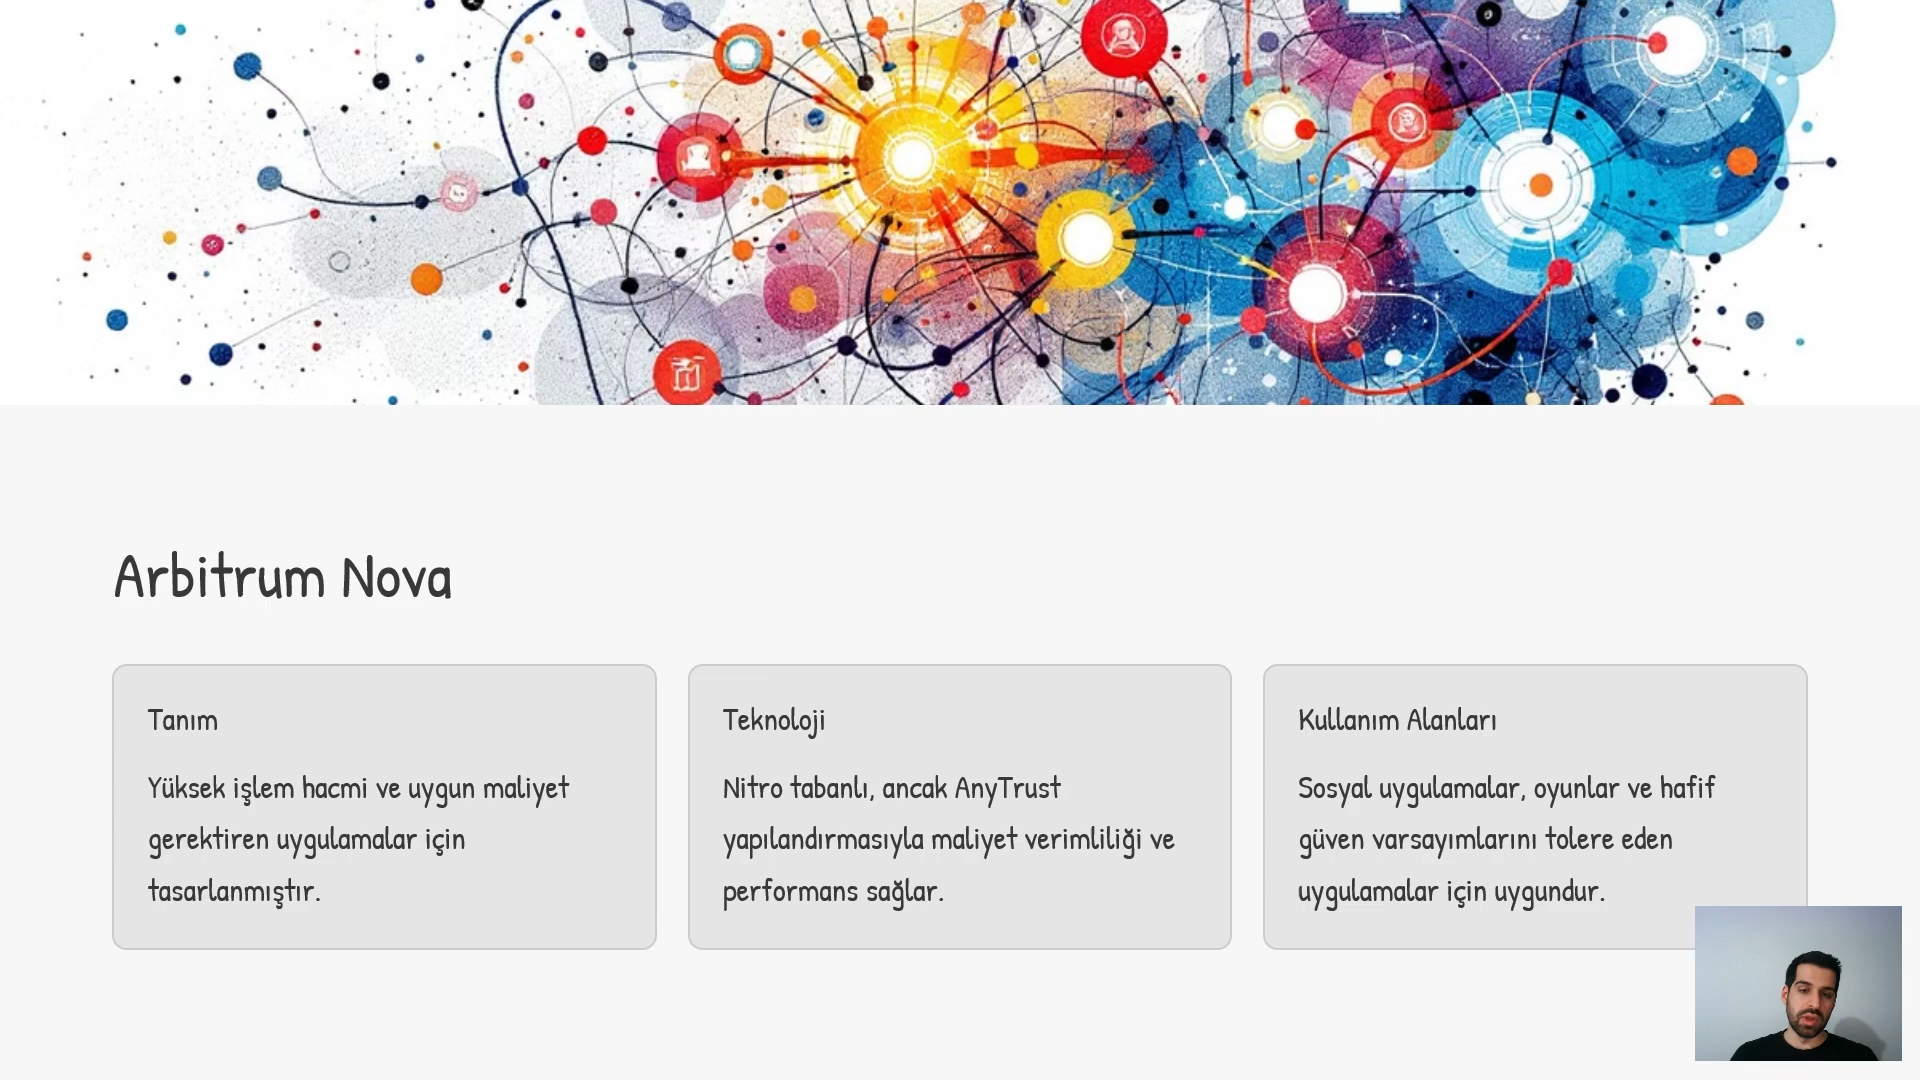 Arbitrum Nova
Tanım
Yüksek işlem hacmi ve uygun maliyet
gerektiren uygulamalar için
tasarlanmıştır.
Teknoloji
Nitro tabanlı, ancak AnyTrust
yapılandırmasıyla maliyet verimliliği ve
performans sağlar.
Kullanım Alanları
Sosyal uygulamalar, oyunlar ve hafif
güven varsayımlarını tolere eden
uygulamalar için uygundur.